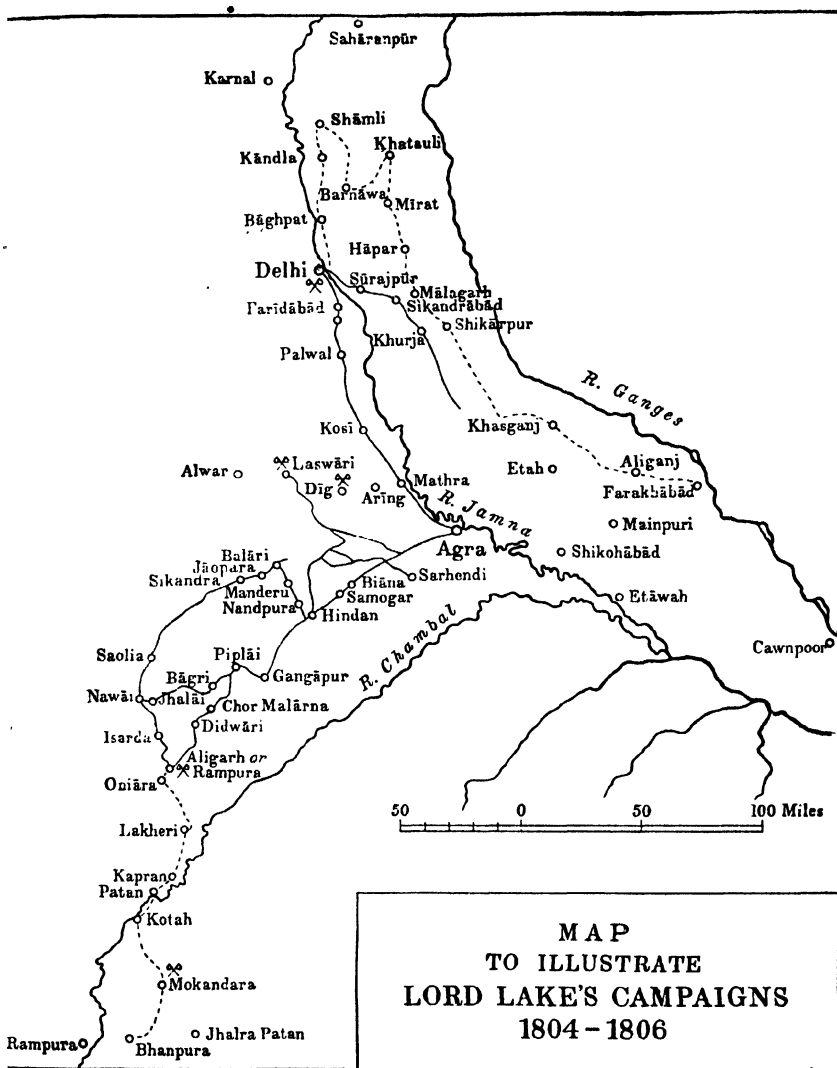 Sahāranpūr
Karnal
Shāmli
Khatauli
Kāndla
Barnāwa
Mīrat
Bāghpat
Hāpar
Delhi
Sūrajpūr
Mālagarh
Sikandrābād
Farīdābād
Shikārpur
Khurja
Palwal
R. Ganges
Kosī
Khasganj
Alwar
Laswāri
Dīg
Arīng
Mathra
Etah
Aliganj
Farakhābād
R. Jamna
Mainpuri
Agra
Shikohābād
Balāri
Jāopara
Sikandra
Manderu
Nandpura
Biāna
Samogar
Sarhendi
Hindan
Etāwah
R. Chambal
Cawnpoor
Saolia
Piplāi
Gangāpur
Bāgri
Nawāi
Jhalāi
Chor Malārna
Isarda
Didwāri
Aligarh or
Rampura
Oniāra
50 0 50 100 Miles
Lakheri
Kapran
Patan
Kotah
Mokandara
Jhalra Patan
Rampura
Bhanpura
MAP
TO ILLUSTRATE
LORD LAKE'S CAMPAIGNS
1804-1806